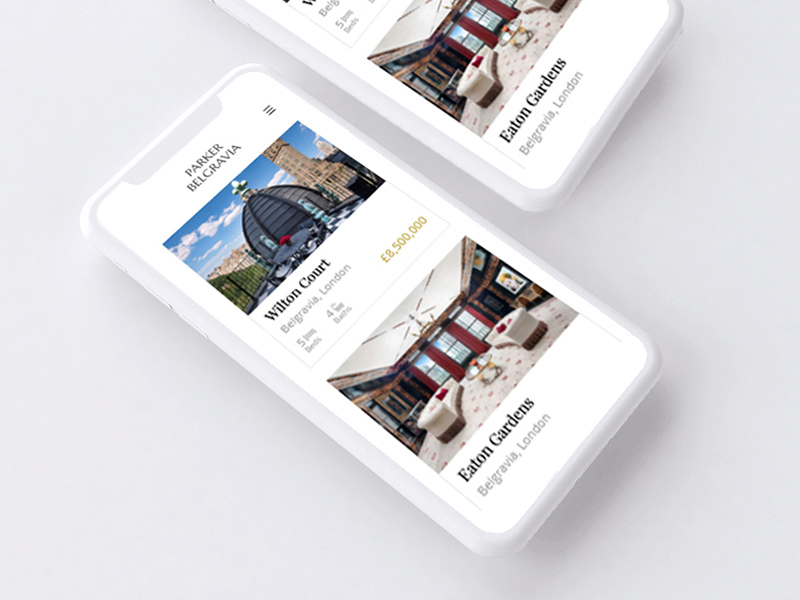 5
Beds
Eaton Gardens
Belgravia, London
PARKER
BELGRAVIA
Wilton Court
Belgravia, London
£8,500,000
5
4
Beds
Baths
Eaton Gardens
Belgravia, London